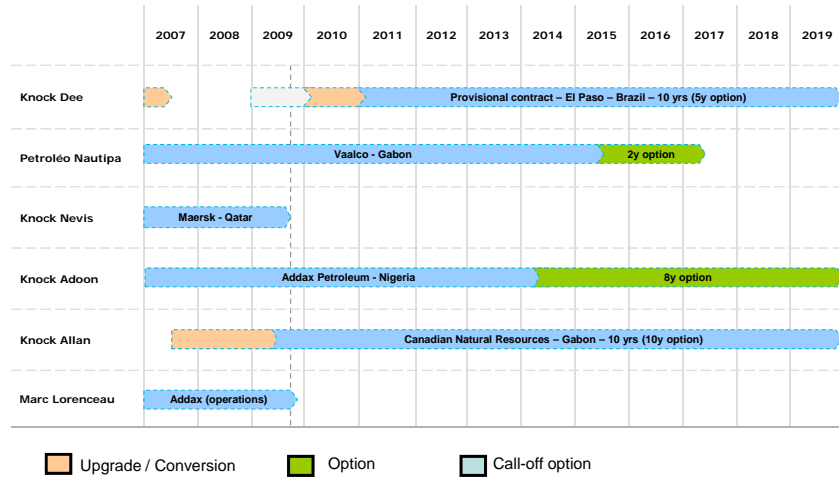 2007 2008 2009 2010 2011 2012 2013 2014 2015 2016 2017 2018 2019
Knock Dee
Provisional contract – El Paso – Brazil – 10 yrs (5y option)
Petroléo Nautipa
Vaalco - Gabon
2y option
Knock Nevis
Maersk - Qatar
Knock Adoon
Addax Petroleum - Nigeria
8y option
Knock Allan
Canadian Natural Resources – Gabon – 10 yrs (10y option)
Marc Lorenceau
Addax (operations)
Upgrade / Conversion
Option
Call-off option